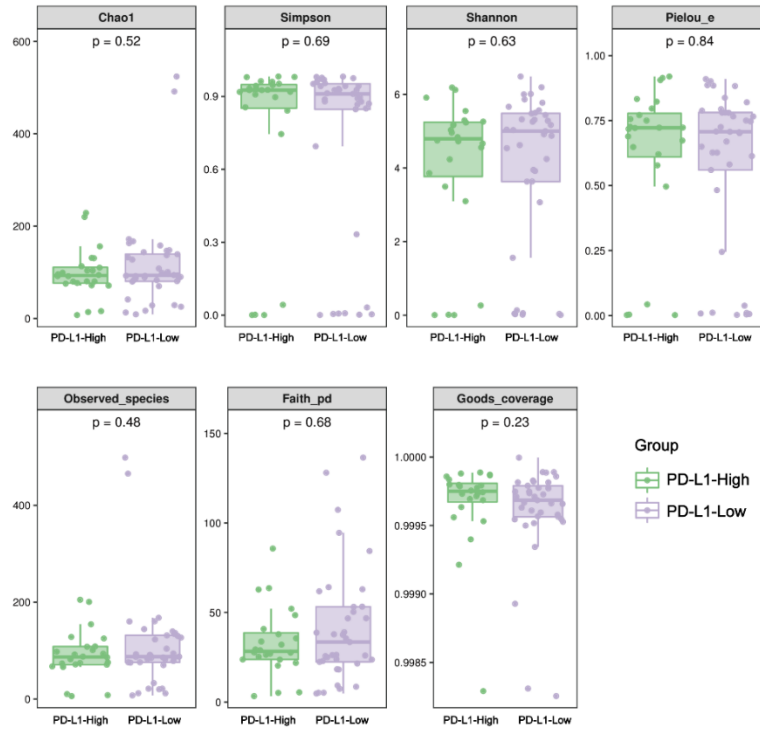 Chao1
p = 0.52
600
400
200
0
PD-L1-High PD-L1-Low
Simpson
p = 0.69
0.9
0.6
0.3
0.0
PD-L1-High PD-L1-Low
Shannon
p = 0.63
6
4
2
0
PD-L1-High PD-L1-Low
Pielou_e
p = 0.84
1.00
0.75
0.50
0.25
0.00
PD-L1-High PD-L1-Low
Observed_species
p = 0.48
400
200
0
PD-L1-High PD-L1-Low
Faith_pd
p = 0.68
150
100
50
0
PD-L1-High PD-L1-Low
Goods_coverage
p = 0.23
1.0000
0.9995
0.9990
0.9985
PD-L1-High PD-L1-Low
Group
PD-L1-High
PD-L1-Low